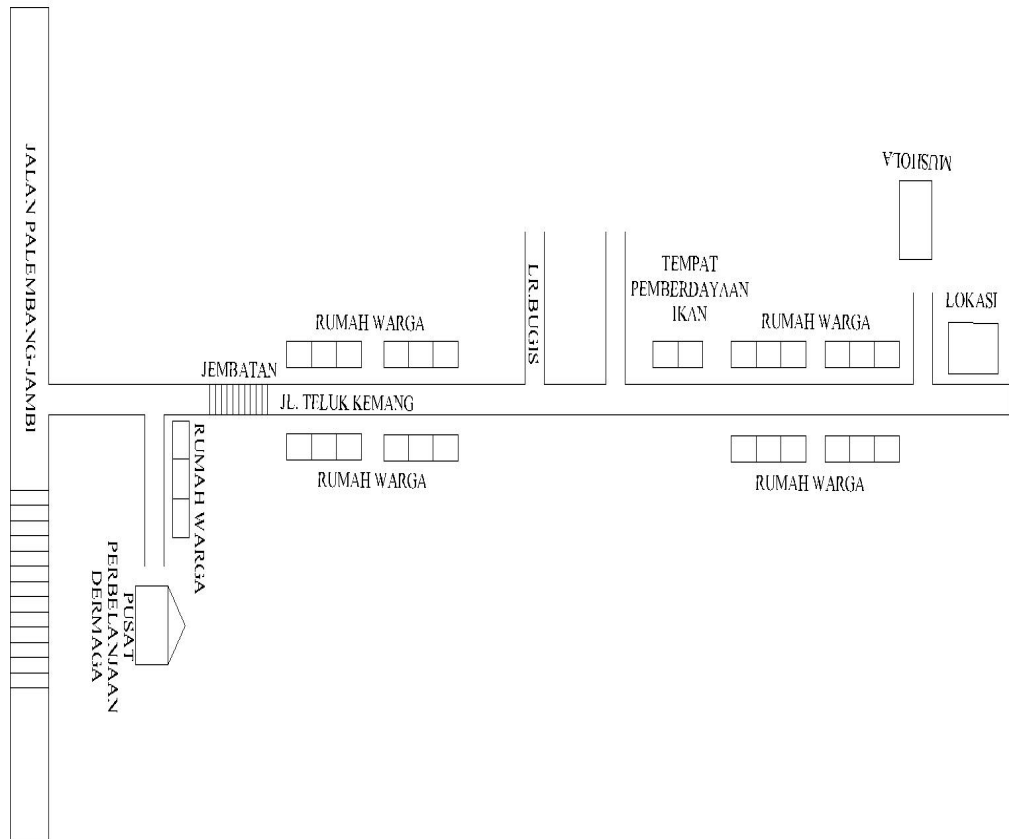 JALAN PALEMBANG-JAMBI
MUSHOLA
LR.BUGIS
TEMPAT
PEMBERDAYAAN
IKAN
LOKASI
RUMAH WARGA
RUMAH WARGA
JEMBATAN
JL. TELUK KEMANG
RUMAH WARGA
RUMAH WARGA
RUMAH WARGA
PUSAT
PERBELANJAAN
DERMAGA